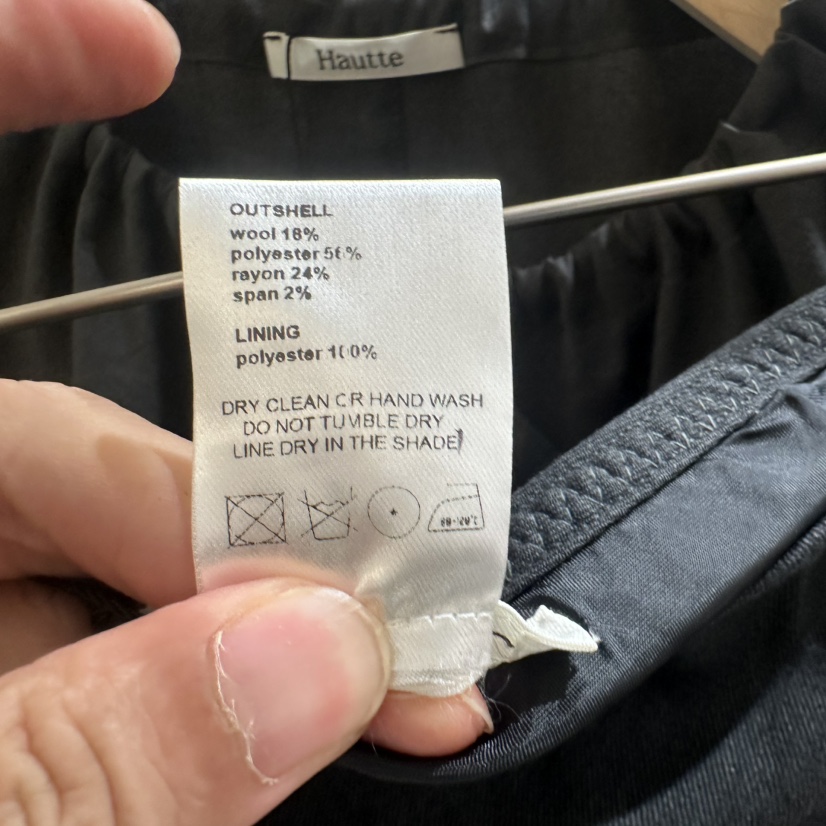 Hautte
OUTSHELL
wool 18%
polyester 56%
rayon 24%
span 2%
LINING
polyester 100%
DRY CLEAN OR HAND WASH
DO NOT TUMBLE DRY
LINE DRY IN THE SHADE